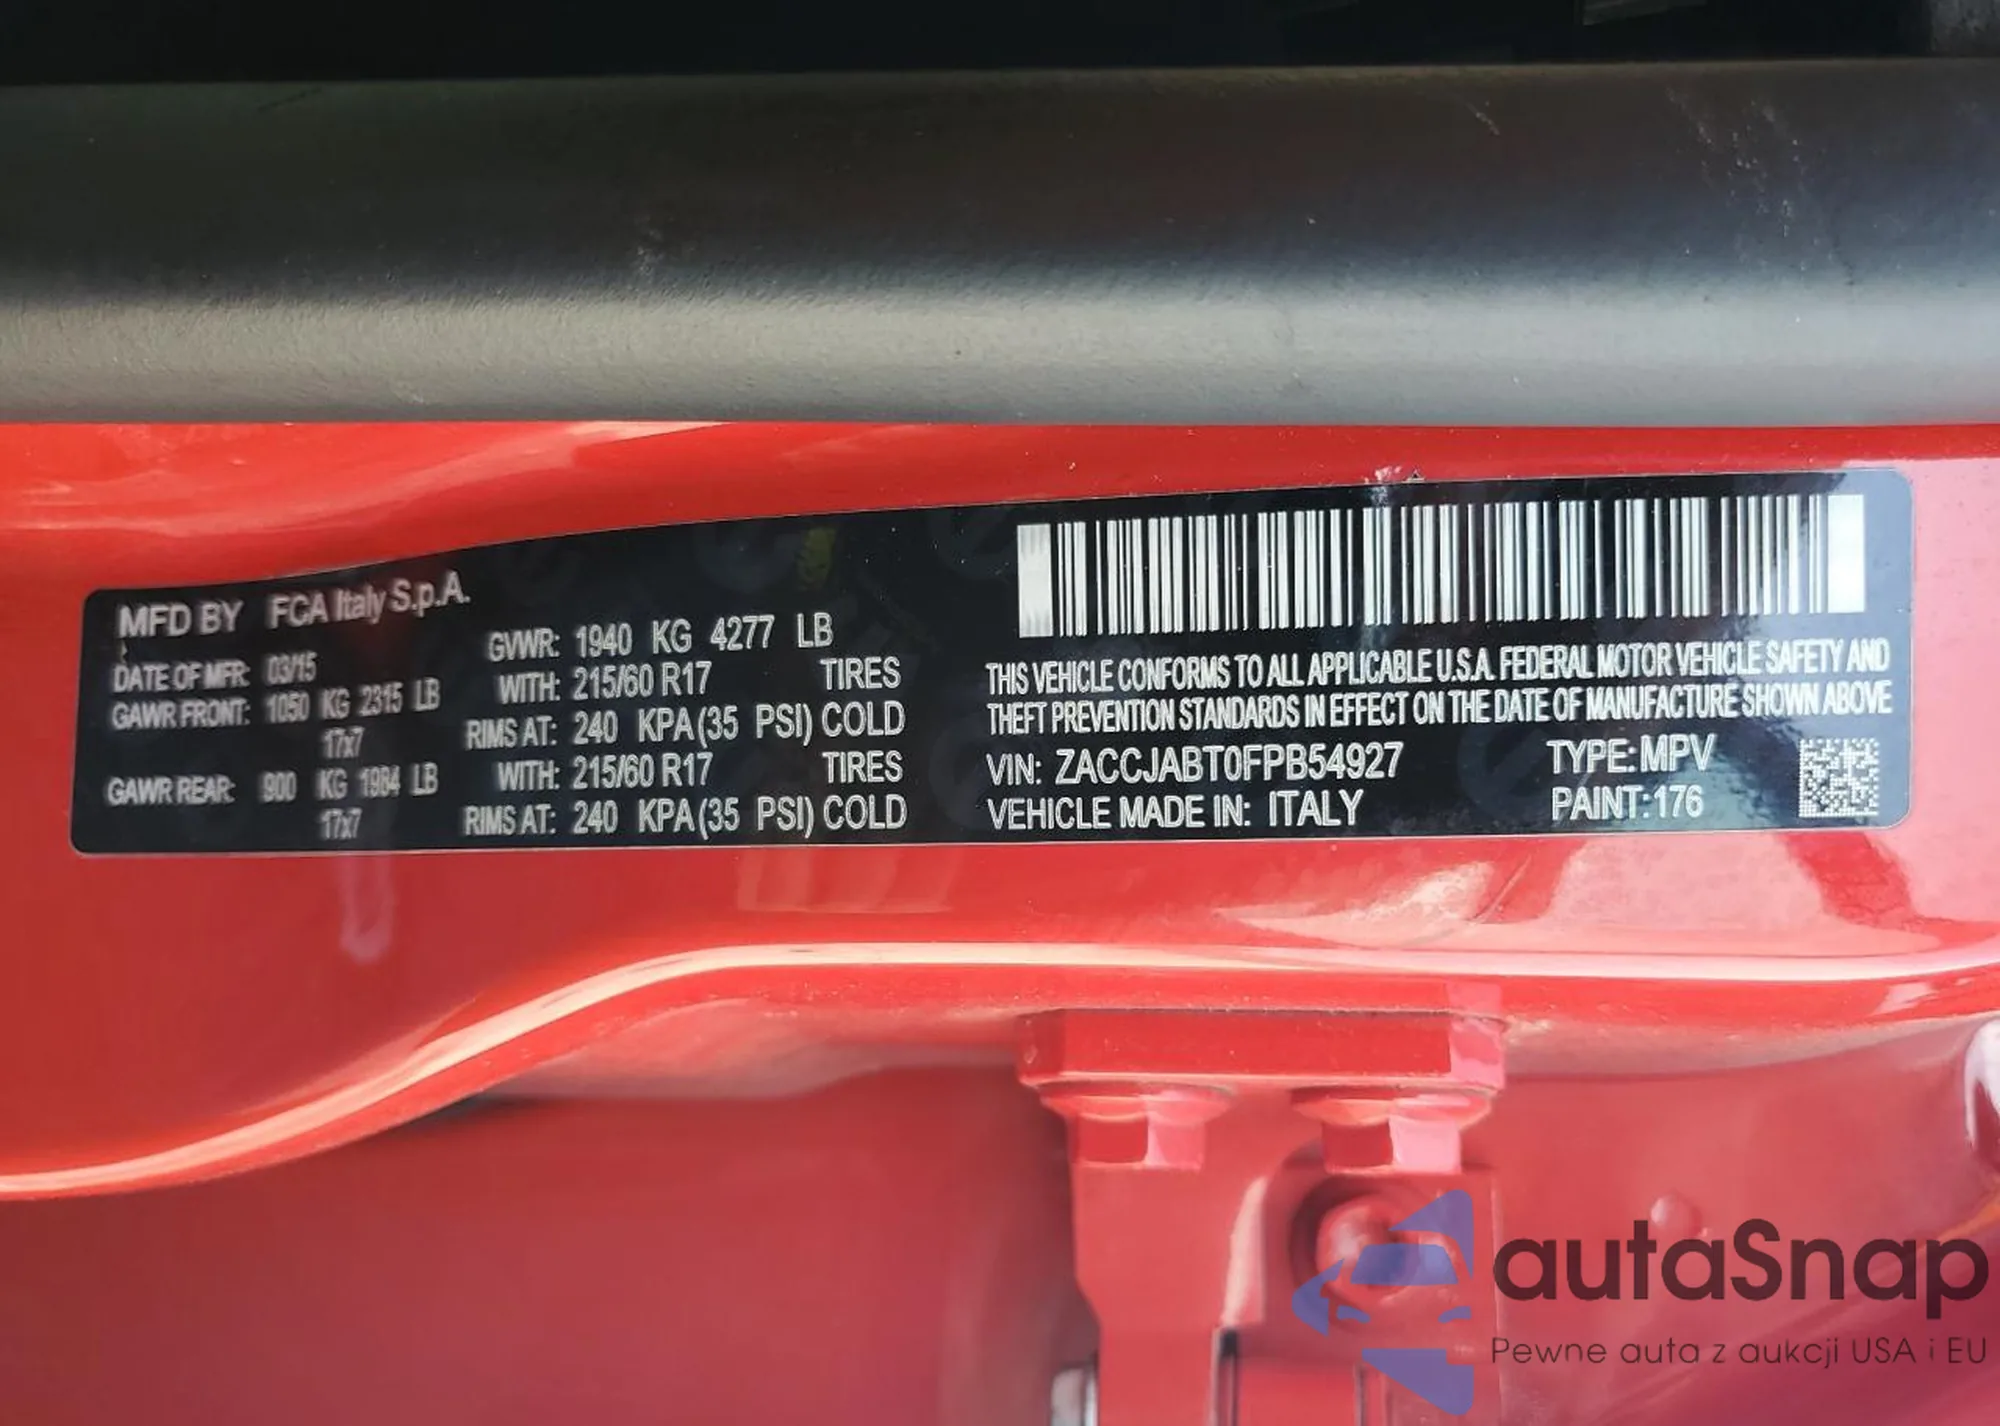 MFD BY FCA Italy S.p.A.
DATE OF MFR: 03/15
GAWR FRONT: 1050 KG 2315 LB
17x7
GAWR REAR: 900 KG 1984 LB
17x7
GVWR: 1940 KG 4277 LB
WITH: 215/60 R17 TIRES
RIMS AT: 240 KPA(35 PSI) COLD
WITH: 215/60 R17 TIRES
RIMS AT: 240 KPA(35 PSI) COLD
THIS VEHICLE CONFORMS TO ALL APPLICABLE U.S.A. FEDERAL MOTOR VEHICLE SAFETY AND
THEFT PREVENTION STANDARDS IN EFFECT ON THE DATE OF MANUFACTURE SHOWN ABOVE
VIN: ZACCJABT0FPB54927 TYPE: MPV
VEHICLE MADE IN: ITALY PAINT: 176
autaSnap
Pewne auta z aukcji USA i EU